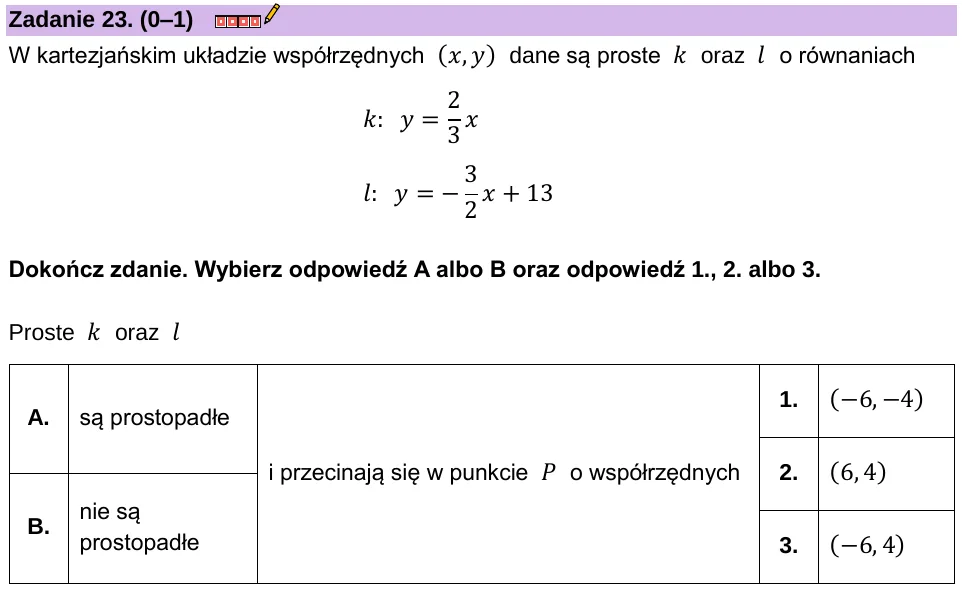 Zadanie 23. (0–1)
W kartezjańskim układzie współrzędnych (x, y) dane są proste k oraz l o równaniach
k: y = 2/3 x
l: y = − 3/2 x + 13
Dokończ zdanie. Wybierz odpowiedź A albo B oraz odpowiedź 1., 2. albo 3.
Proste k oraz l
A. są prostopadłe
B. nie są
prostopadłe
i przecinają się w punkcie P o współrzędnych
1. (−6, −4)
2. (6, 4)
3. (−6, 4)